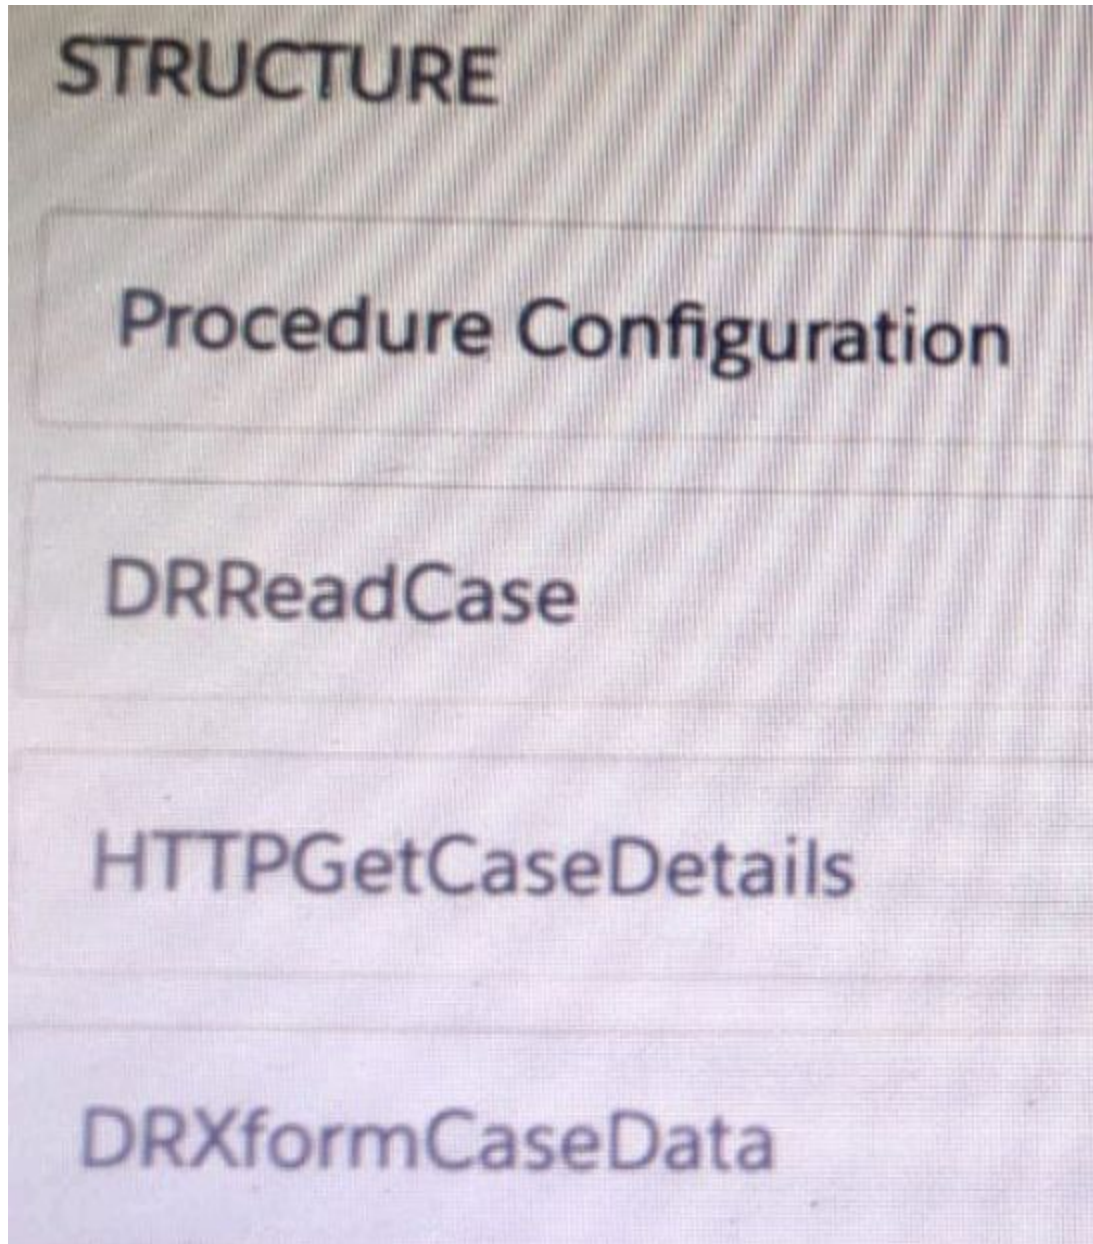 STRUCTURE
Procedure Configuration
DRReadCase
HTTPGetCaseDetails
DRXformCaseData